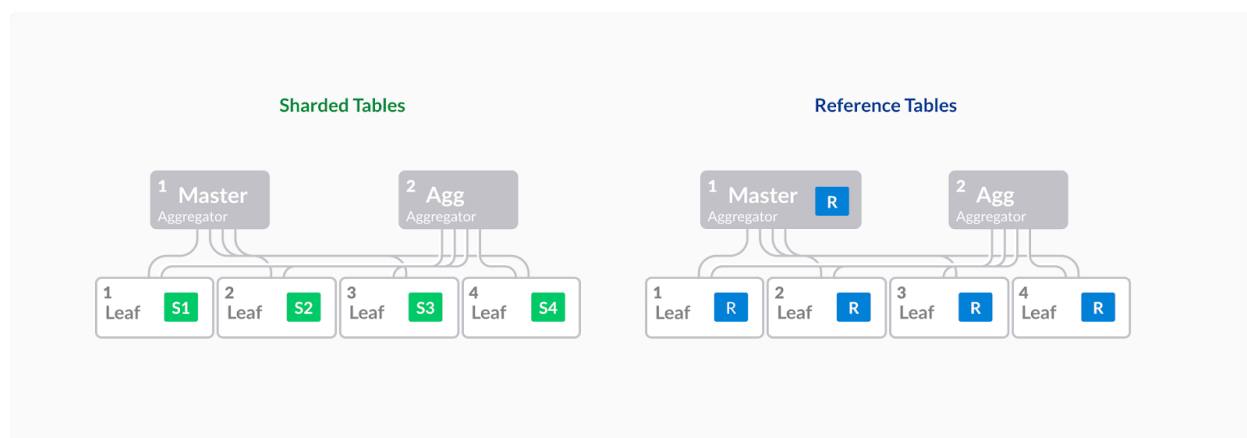 Sharded Tables
1 Master
Aggregator
2 Agg
Aggregator
1
Leaf S1
2
Leaf S2
3
Leaf S3
4
Leaf S4
Reference Tables
1 Master R
Aggregator
2 Agg
Aggregator
1
Leaf R
2
Leaf R
3
Leaf R
4
Leaf R